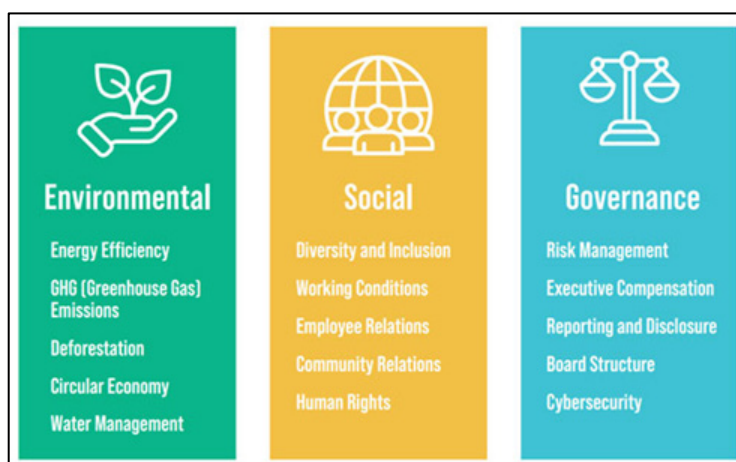 Environmental
Energy Efficiency
GHG (Greenhouse Gas)
Emissions
Deforestation
Circular Economy
Water Management
Social
Diversity and Inclusion
Working Conditions
Employee Relations
Community Relations
Human Rights
Governance
Risk Management
Executive Compensation
Reporting and Disclosure
Board Structure
Cybersecurity